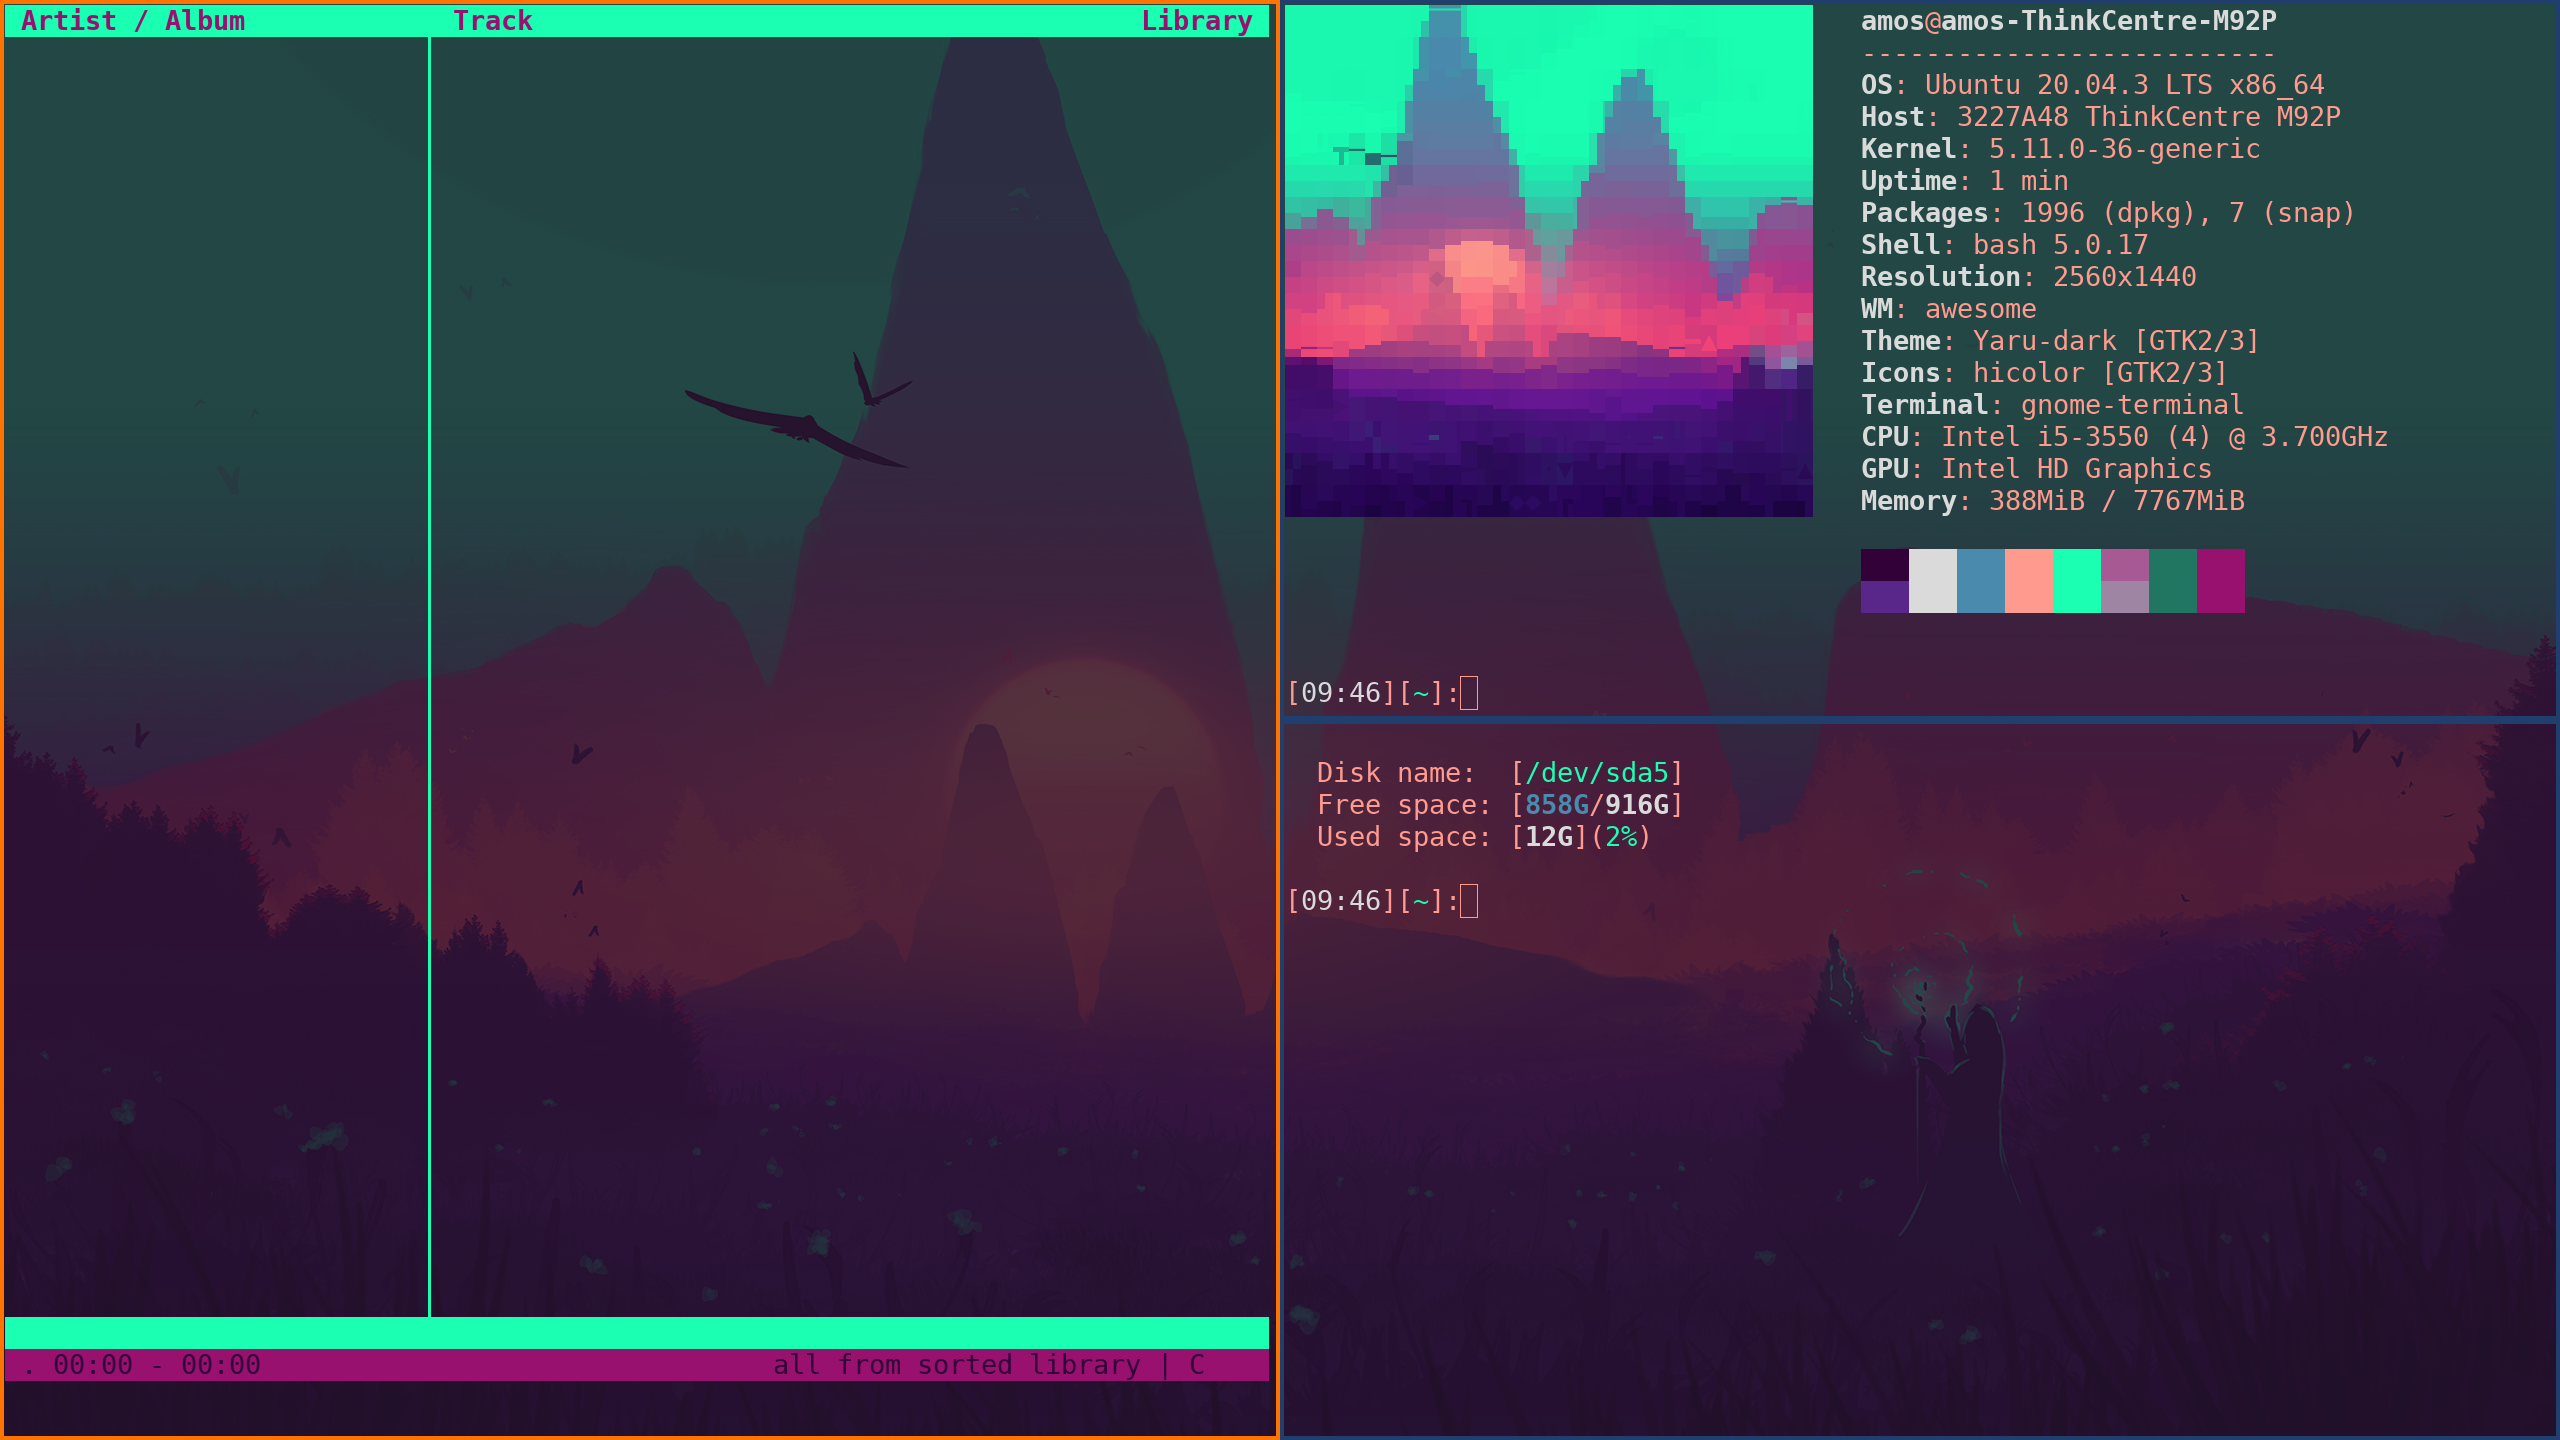 Artist / Album Track Library
. 00:00 - 00:00 all from sorted library | C
amos@amos-ThinkCentre-M92P
--------------------------
OS: Ubuntu 20.04.3 LTS x86_64
Host: 3227A48 ThinkCentre M92P
Kernel: 5.11.0-36-generic
Uptime: 1 min
Packages: 1996 (dpkg), 7 (snap)
Shell: bash 5.0.17
Resolution: 2560x1440
WM: awesome
Theme: Yaru-dark [GTK2/3]
Icons: hicolor [GTK2/3]
Terminal: gnome-terminal
CPU: Intel i5-3550 (4) @ 3.700GHz
GPU: Intel HD Graphics
Memory: 388MiB / 7767MiB
[09:46][~]:
Disk name: [/dev/sda5]
Free space: [858G/916G]
Used space: [12G](2%)
[09:46][~]: